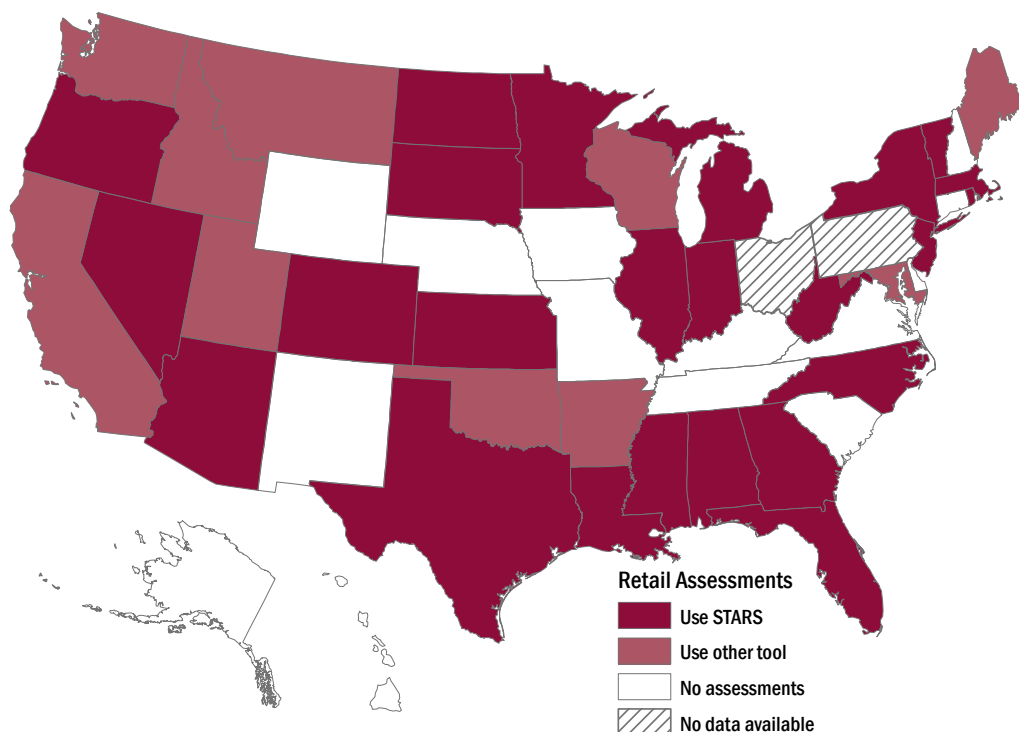 Retail Assessments
Use STARS
Use other tool
No assessments
No data available